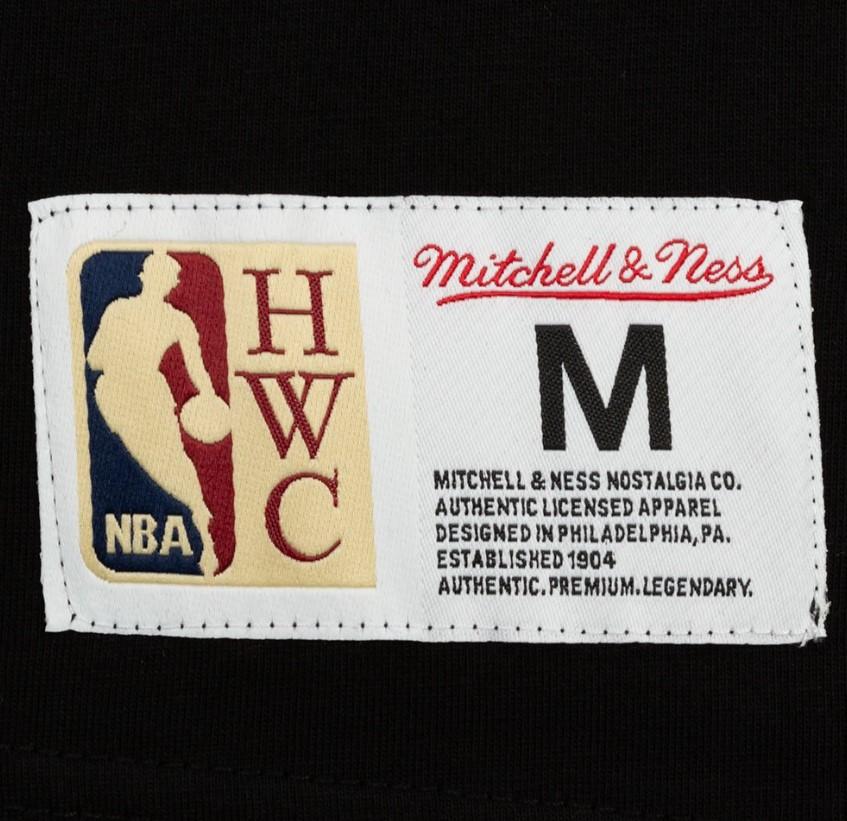 NBA
H
W
C
Mitchell & Ness
M
MITCHELL & NESS NOSTALGIA CO.
AUTHENTIC LICENSED APPAREL
DESIGNED IN PHILADELPHIA, PA.
ESTABLISHED 1904
AUTHENTIC.PREMIUM.LEGENDARY.